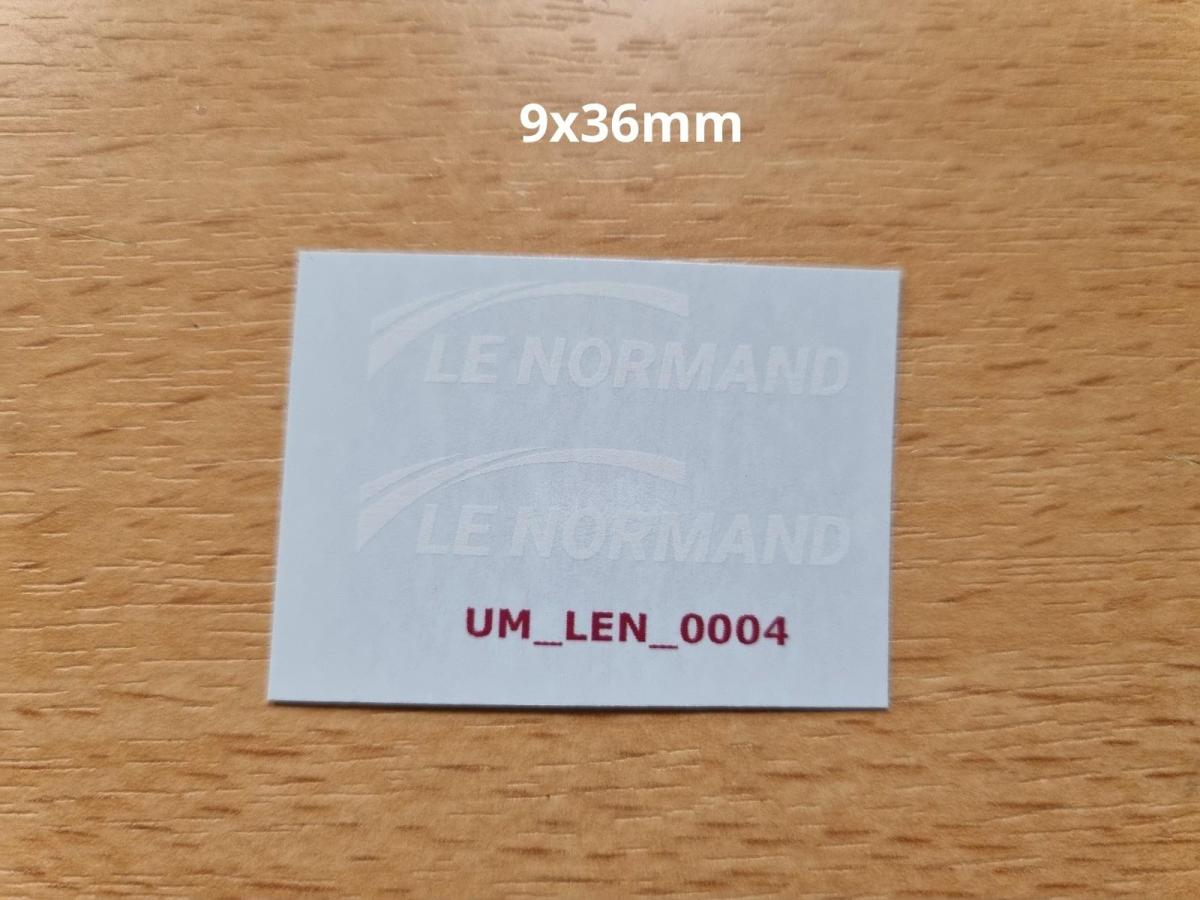 9x36mm
LE NORMAND
LE NORMAND
UM_LEN_0004